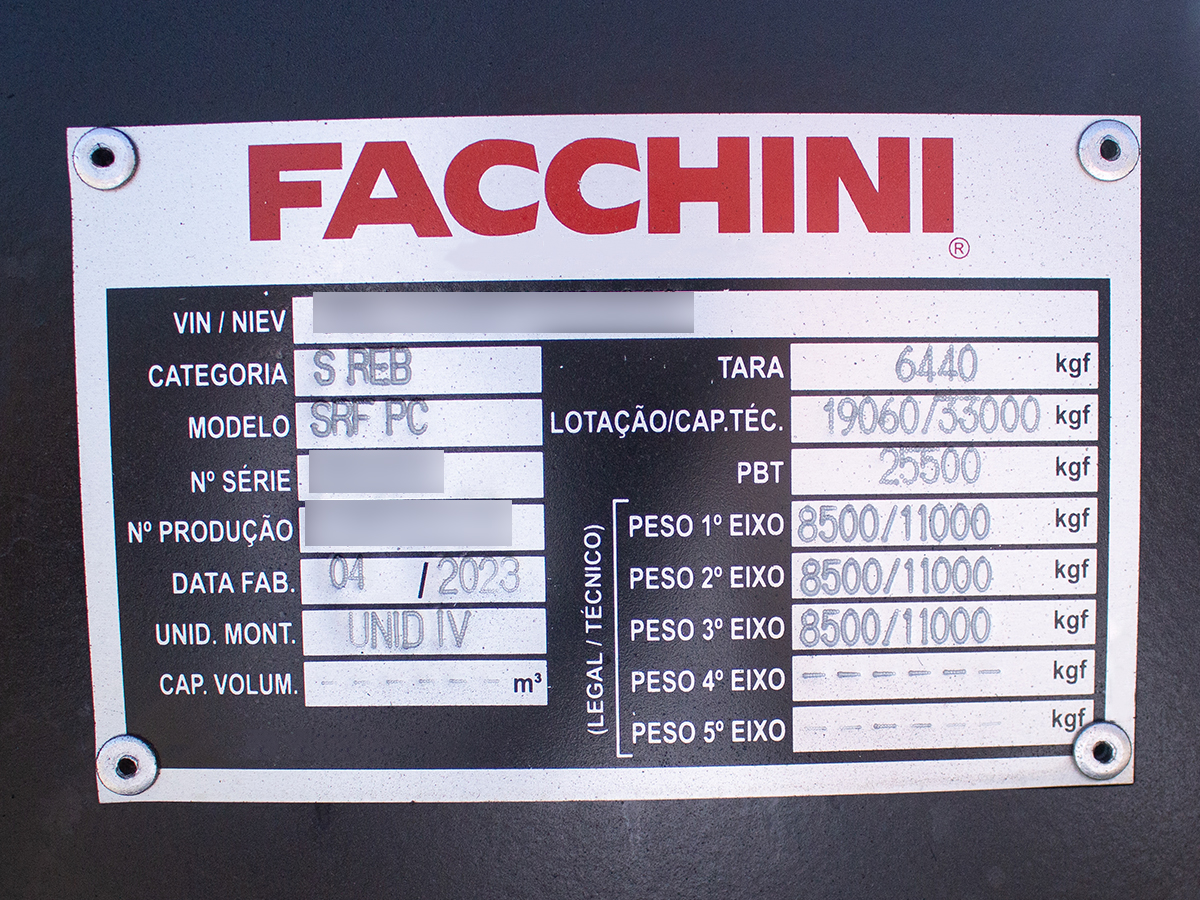 FACCHINI
®
VIN / NIEV
CATEGORIA S REB
MODELO SRF PC
Nº SÉRIE
Nº PRODUÇÃO
DATA FAB. 04 / 2023
UNID. MONT. UNID IV
CAP. VOLUM. - - - - - - m³
TARA 6440 kgf
LOTAÇÃO/CAP.TÉC. 19060/33000 kgf
PBT 25500 kgf
(LEGAL / TÉCNICO)
PESO 1º EIXO 8500/11000 kgf
PESO 2º EIXO 8500/11000 kgf
PESO 3º EIXO 8500/11000 kgf
PESO 4º EIXO - - - - - - kgf
PESO 5º EIXO - - - - - - kgf